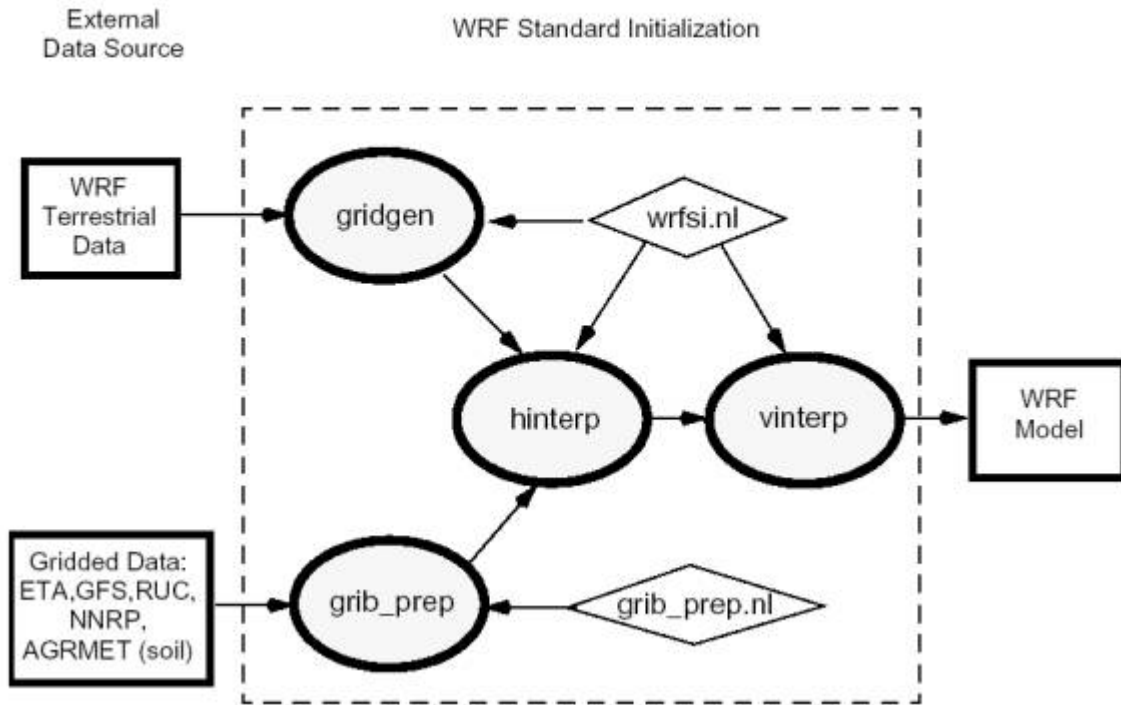 External
Data Source
WRF Standard Initialization
WRF
Terrestrial
Data
gridgen
wrfsi.nl
hinterp
vinterp
WRF
Model
Gridded Data:
ETA,GFS,RUC,
NNRP,
AGRMET (soil)
grib_prep
grib_prep.nl